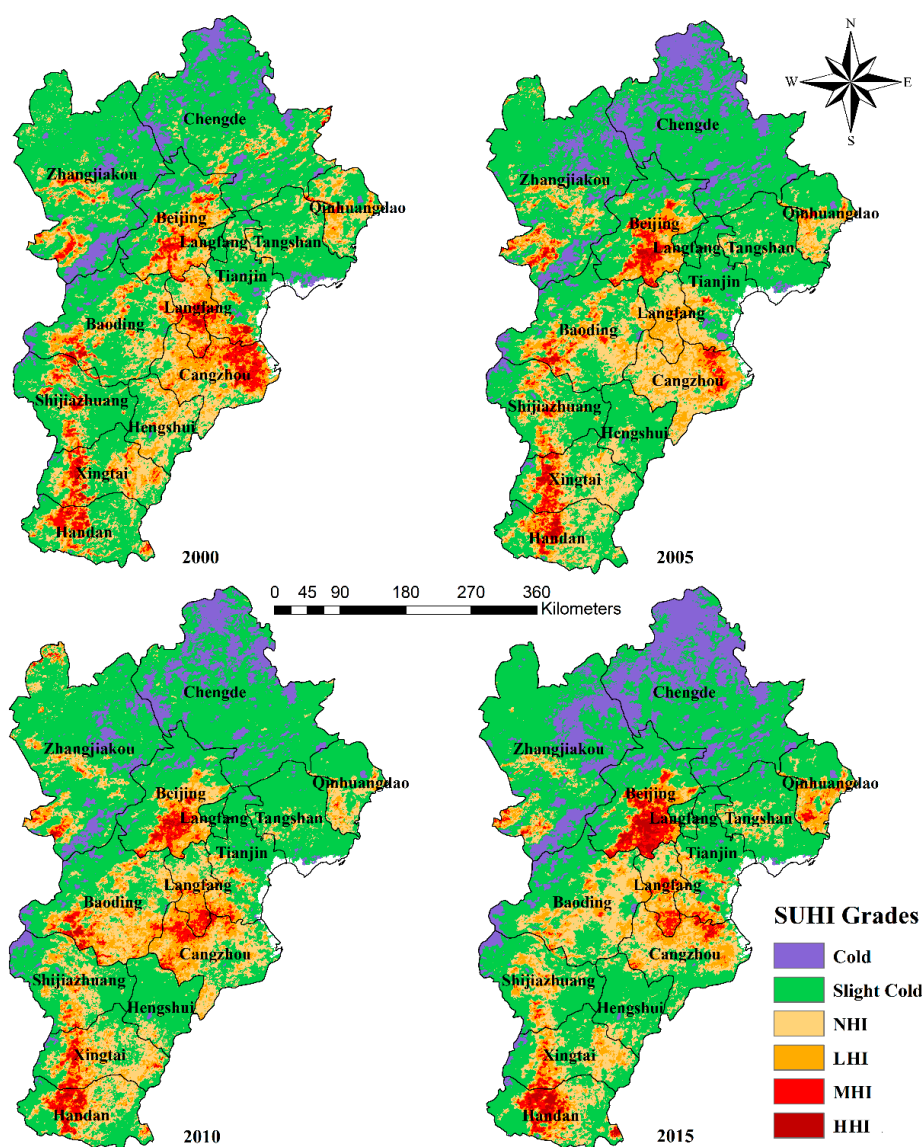 N
W
E
S
Chengde
Zhangjiakou
Qinhuangdao
Beijing
Langfang
Tangshan
Tianjin
Langfang
Baoding
Cangzhou
Shijiazhuang
Hengshui
Xingtai
Handan
2000
Chengde
Zhangjiakou
Qinhuangdao
Beijing
Langfang
Tangshan
Tianjin
Langfang
Baoding
Cangzhou
Shijiazhuang
Hengshui
Xingtai
Handan
2005
0 45 90 180 270 360
Kilometers
Chengde
Zhangjiakou
Qinhuangdao
Beijing
Langfang
Tangshan
Tianjin
Langfang
Baoding
Cangzhou
Shijiazhuang
Hengshui
Xingtai
Handan
2010
Chengde
Zhangjiakou
Qinhuangdao
Beijing
Langfang
Tangshan
Tianjin
Langfang
Baoding
Cangzhou
Shijiazhuang
Hengshui
Xingtai
Handan
2015
SUHI Grades
Cold
Slight Cold
NHI
LHI
MHI
HHI